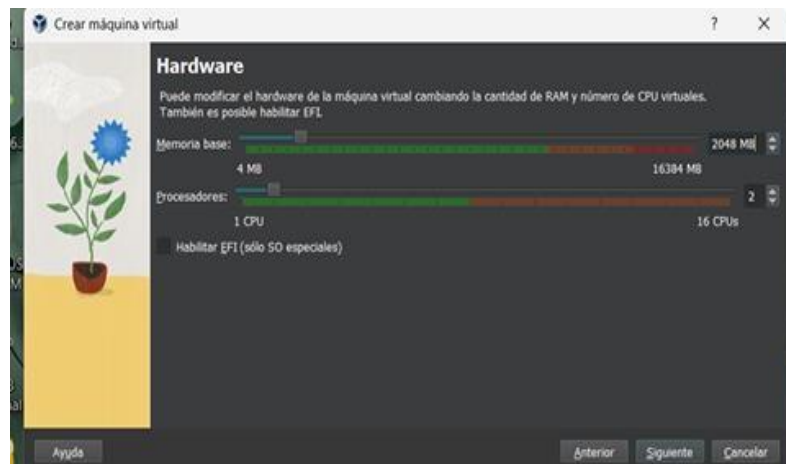 Crear máquina virtual
?
Hardware
Puede modificar el hardware de la máquina virtual cambiando la cantidad de RAM y número de CPU virtuales.
También es posible habilitar EFI.
Memoria base:
2048 MB
4 MB
16384 MB
Procesadores:
2
1 CPU
16 CPUs
Habilitar EFI (sólo SO especiales)
Ayuda
Anterior
Siguiente
Cancelar